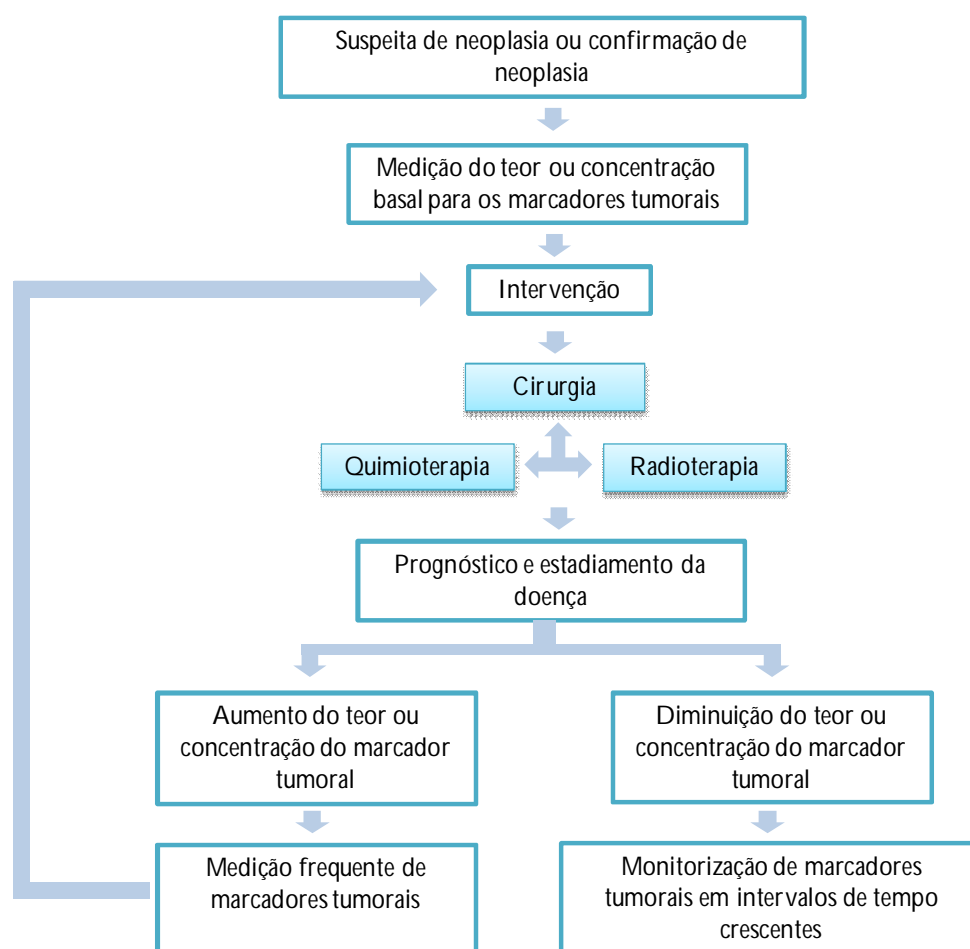 Suspeita de neoplasia ou confirmação de
neoplasia
Medição do teor ou concentração
basal para os marcadores tumorais
Intervenção
Cirurgia
Quimioterapia
Radioterapia
Prognóstico e estadiamento da
doença
Aumento do teor ou
concentração do marcador
tumoral
Diminuição do teor ou
concentração do marcador
tumoral
Medição frequente de
marcadores tumorais
Monitorização de marcadores
tumorais em intervalos de tempo
crescentes